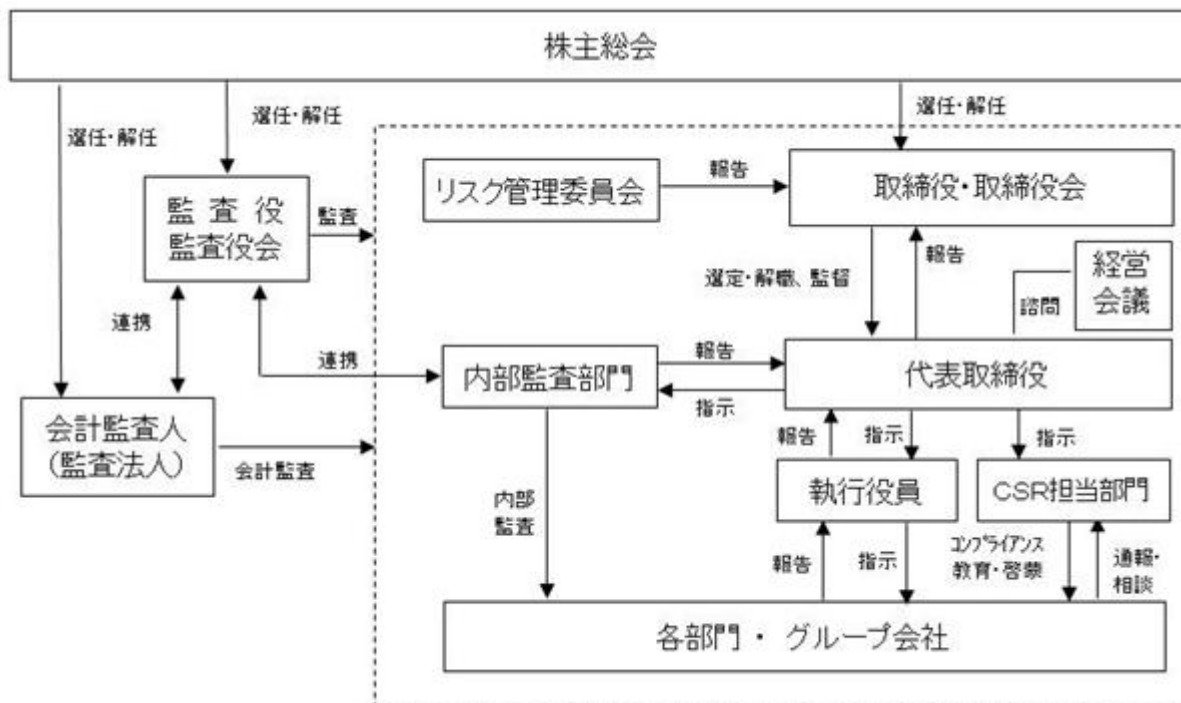 株主総会
選任・解任
選任・解任
選任・解任
リスク管理委員会
報告
取締役・取締役会
監査役
監査役会
監査
選定・解職、監督
報告
経営
会議
諮問
連携
連携
内部監査部門
報告
指示
代表取締役
会計監査人
(監査法人)
会計監査
報告
指示
指示
執行役員
CSR担当部門
内部
監査
報告
指示
コンプライアンス
教育・啓蒙
通報・
相談
各部門・グループ会社